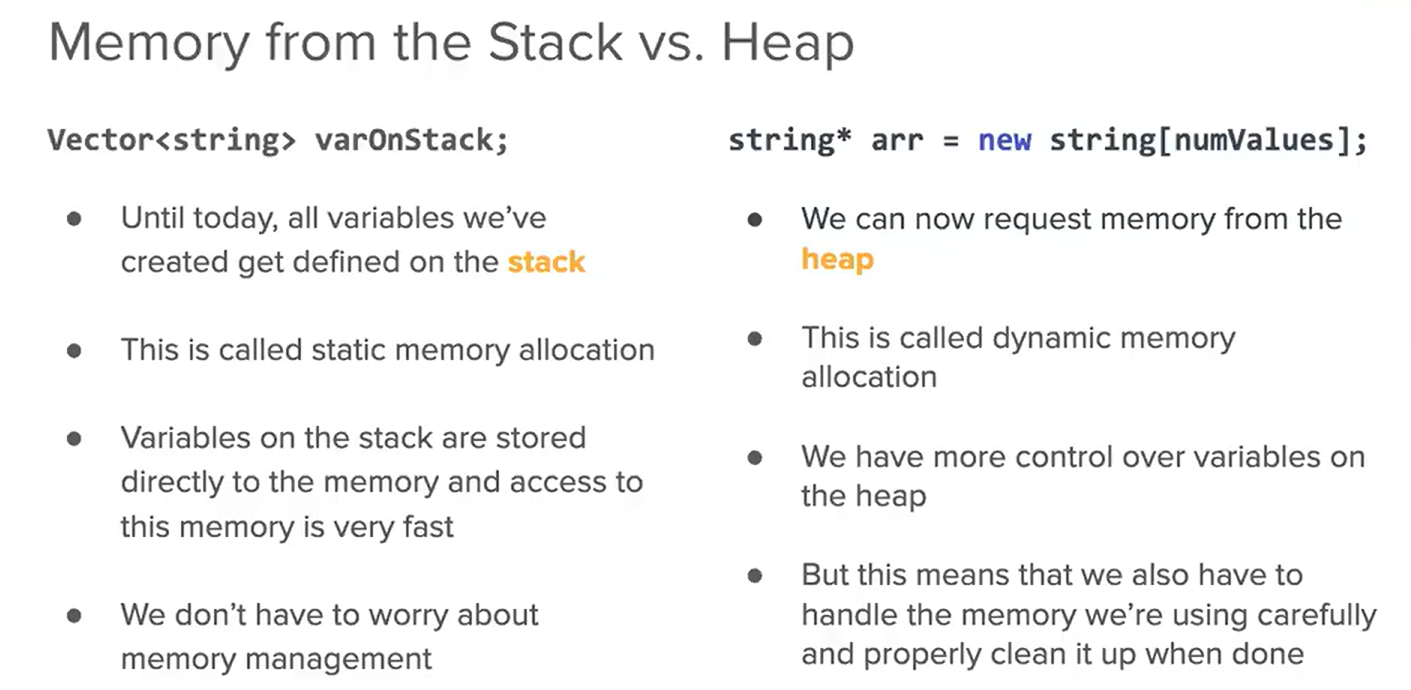 Memory from the Stack vs. Heap
Vector<string> varOnStack;
● Until today, all variables we’ve
created get defined on the stack
● This is called static memory allocation
● Variables on the stack are stored
directly to the memory and access to
this memory is very fast
● We don’t have to worry about
memory management
string* arr = new string[numValues];
● We can now request memory from the
heap
● This is called dynamic memory
allocation
● We have more control over variables on
the heap
● But this means that we also have to
handle the memory we’re using carefully
and properly clean it up when done